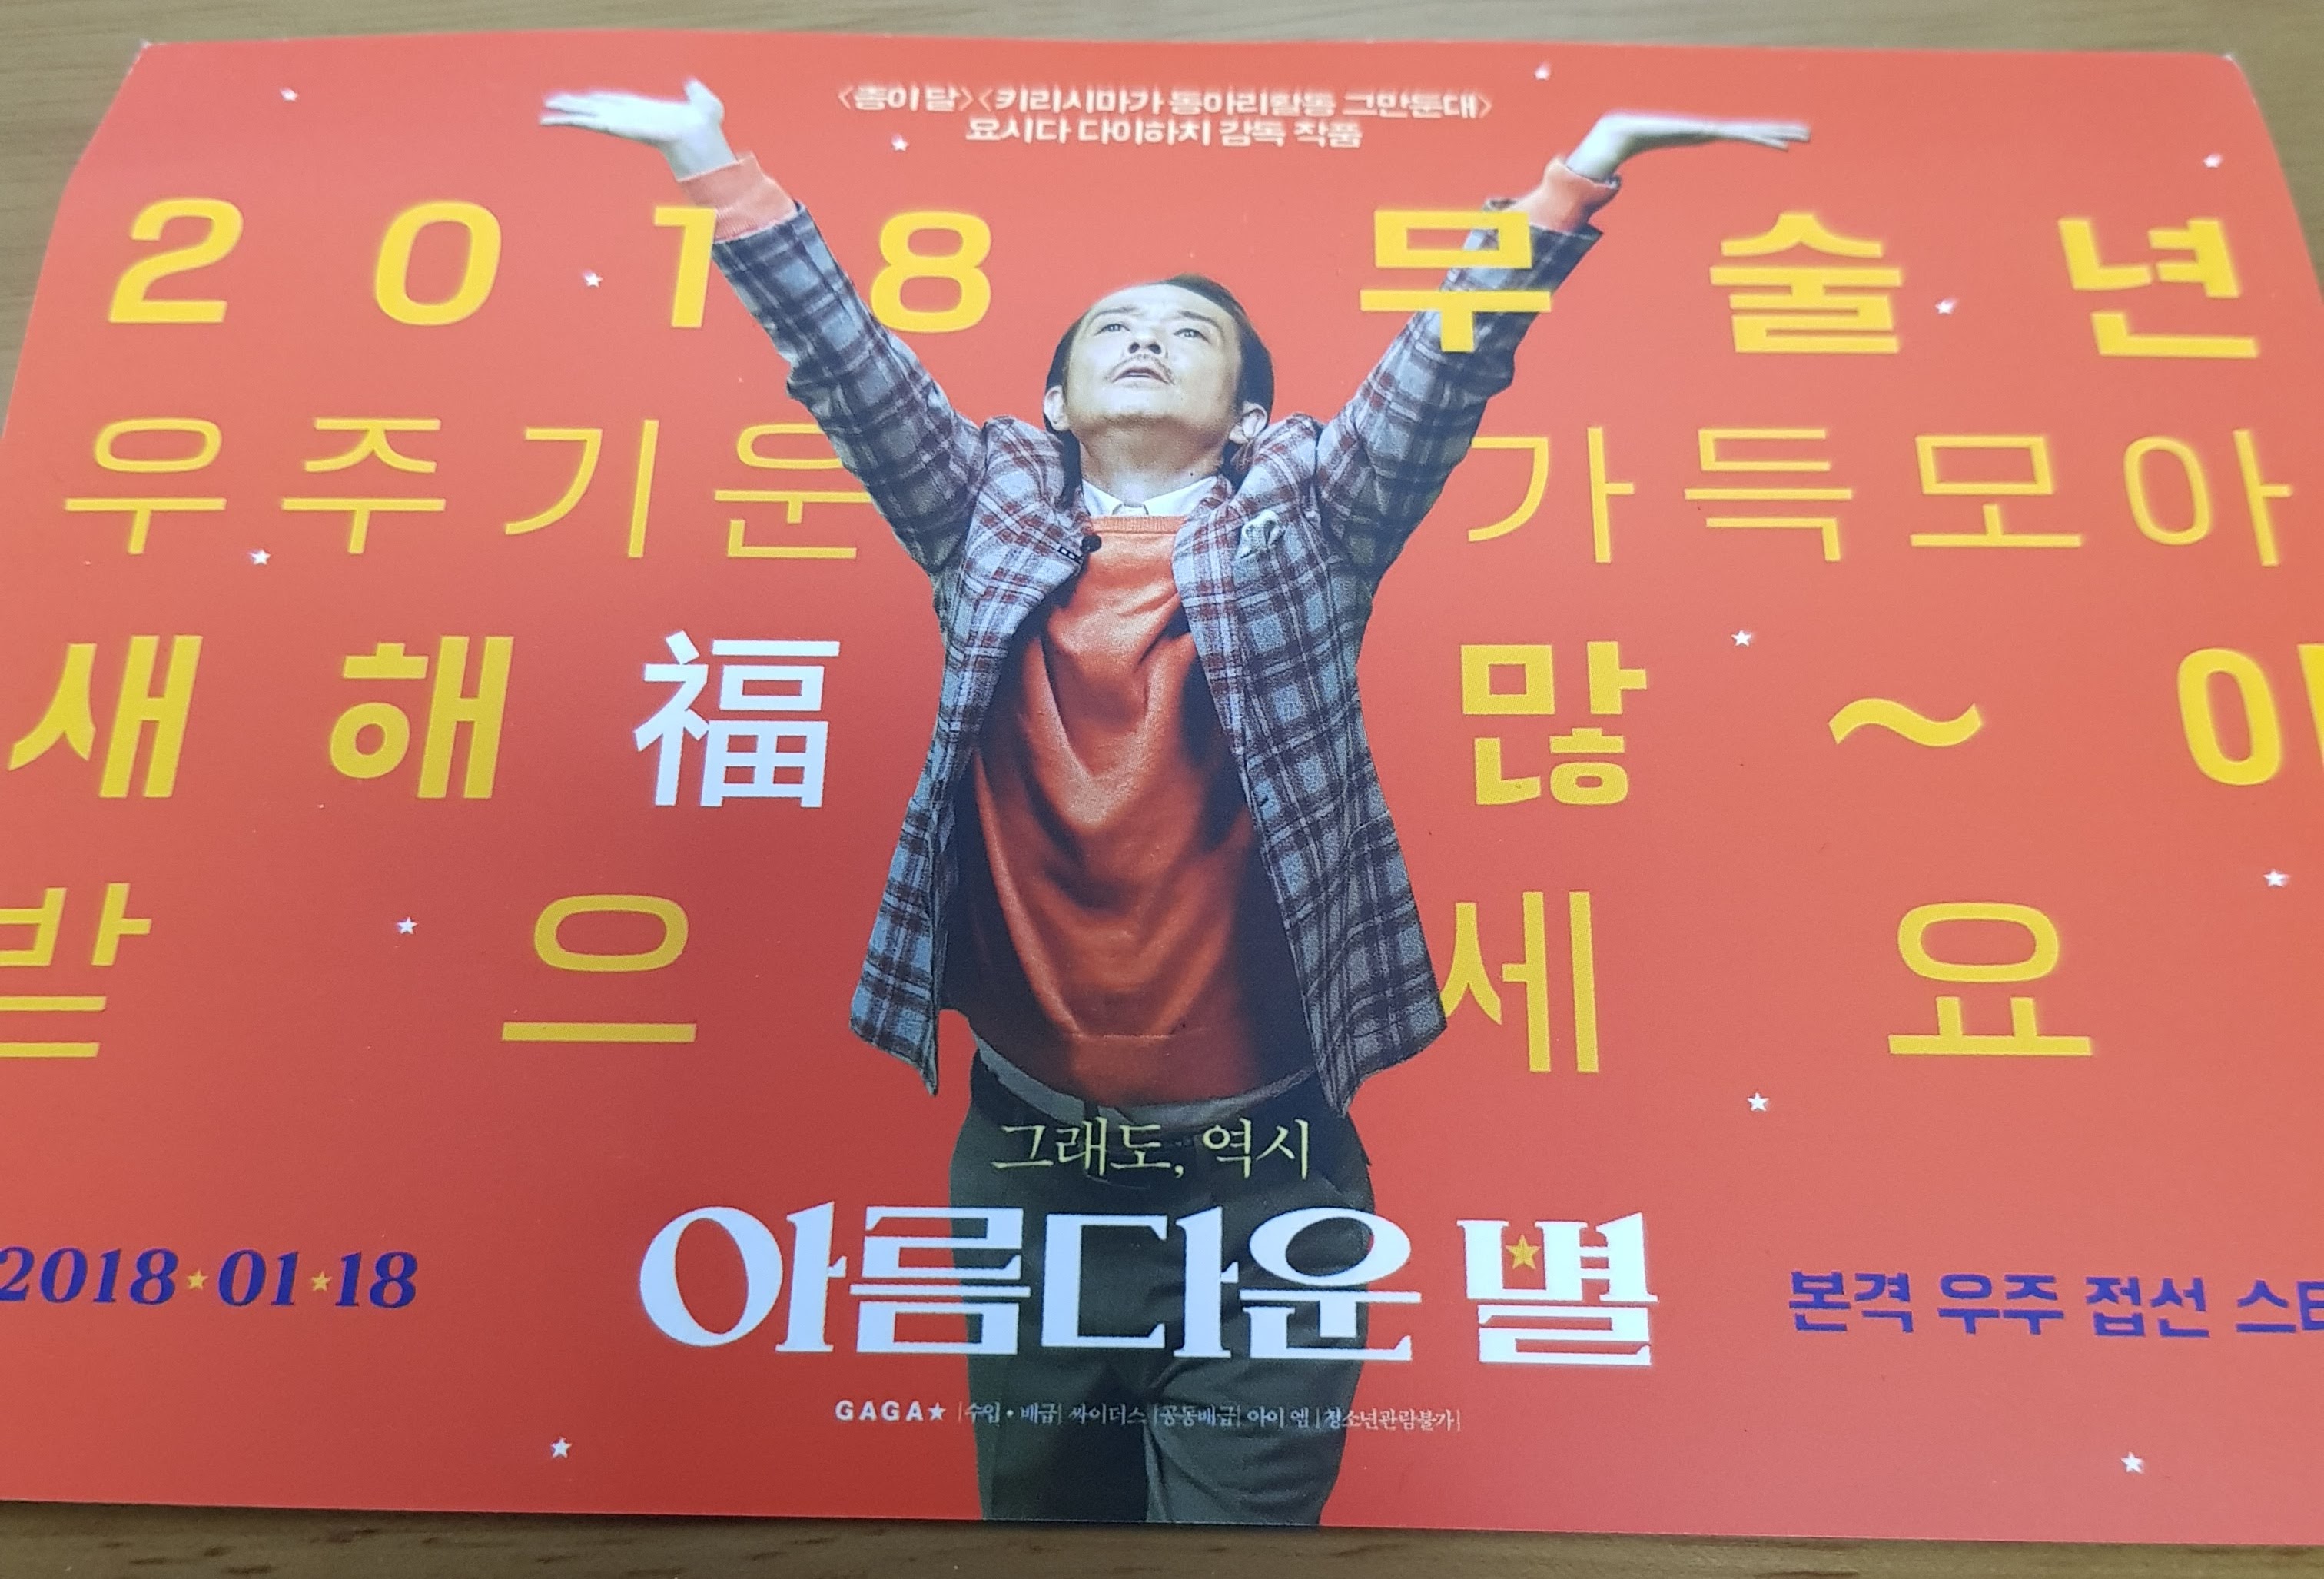 <종이 달> <키리시마가 동아리활동 그만둔대>
요시다 다이하치 감독 작품
2018 무술년
우주기운 가득모아
새해 福 많~이
받으세요
그래도, 역시
아름다운 별
2018★01★18
본격 우주 접선 스
GAGA★ |수입·배급| 싸이더스 |공동배급| 아이 엠 |청소년관람불가|